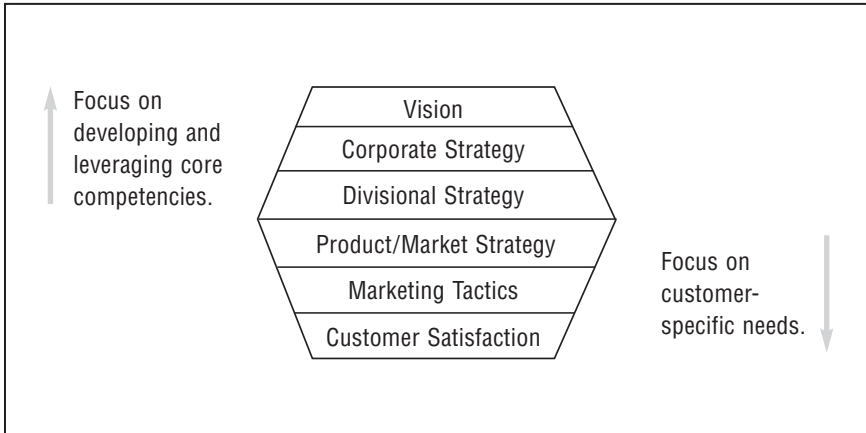 Focus on
developing and
leveraging core
competencies.
Vision
Corporate Strategy
Divisional Strategy
Product/Market Strategy
Marketing Tactics
Customer Satisfaction
Focus on
customer-
specific needs.